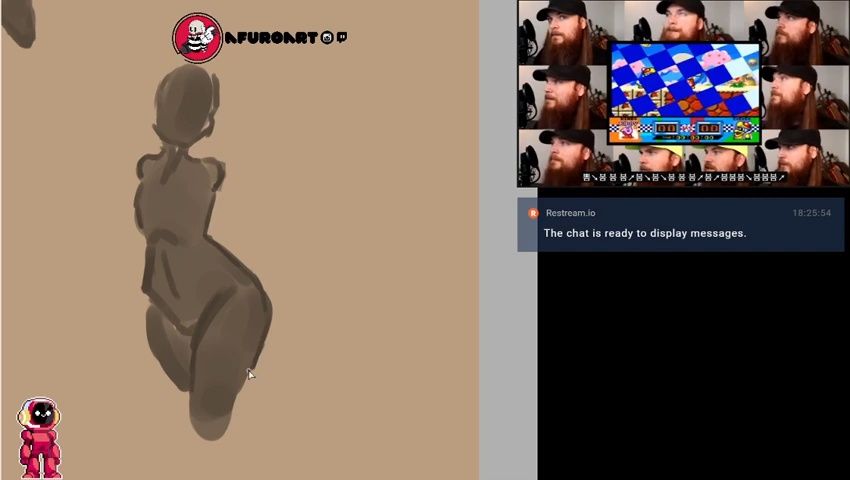 AFUROART
Restream.io 18:25:54
The chat is ready to display messages.